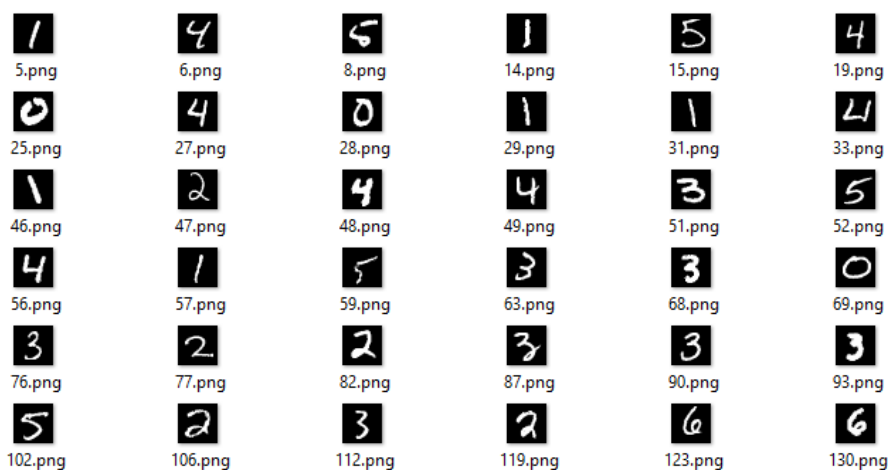 1 4 5 1 5 4
5.png 6.png 8.png 14.png 15.png 19.png
0 4 0 1 1 4
25.png 27.png 28.png 29.png 31.png 33.png
1 2 4 4 3 5
46.png 47.png 48.png 49.png 51.png 52.png
4 1 5 3 3 0
56.png 57.png 59.png 63.png 68.png 69.png
3 2 2 3 3 3
76.png 77.png 82.png 87.png 90.png 93.png
5 2 3 2 6 6
102.png 106.png 112.png 119.png 123.png 130.png